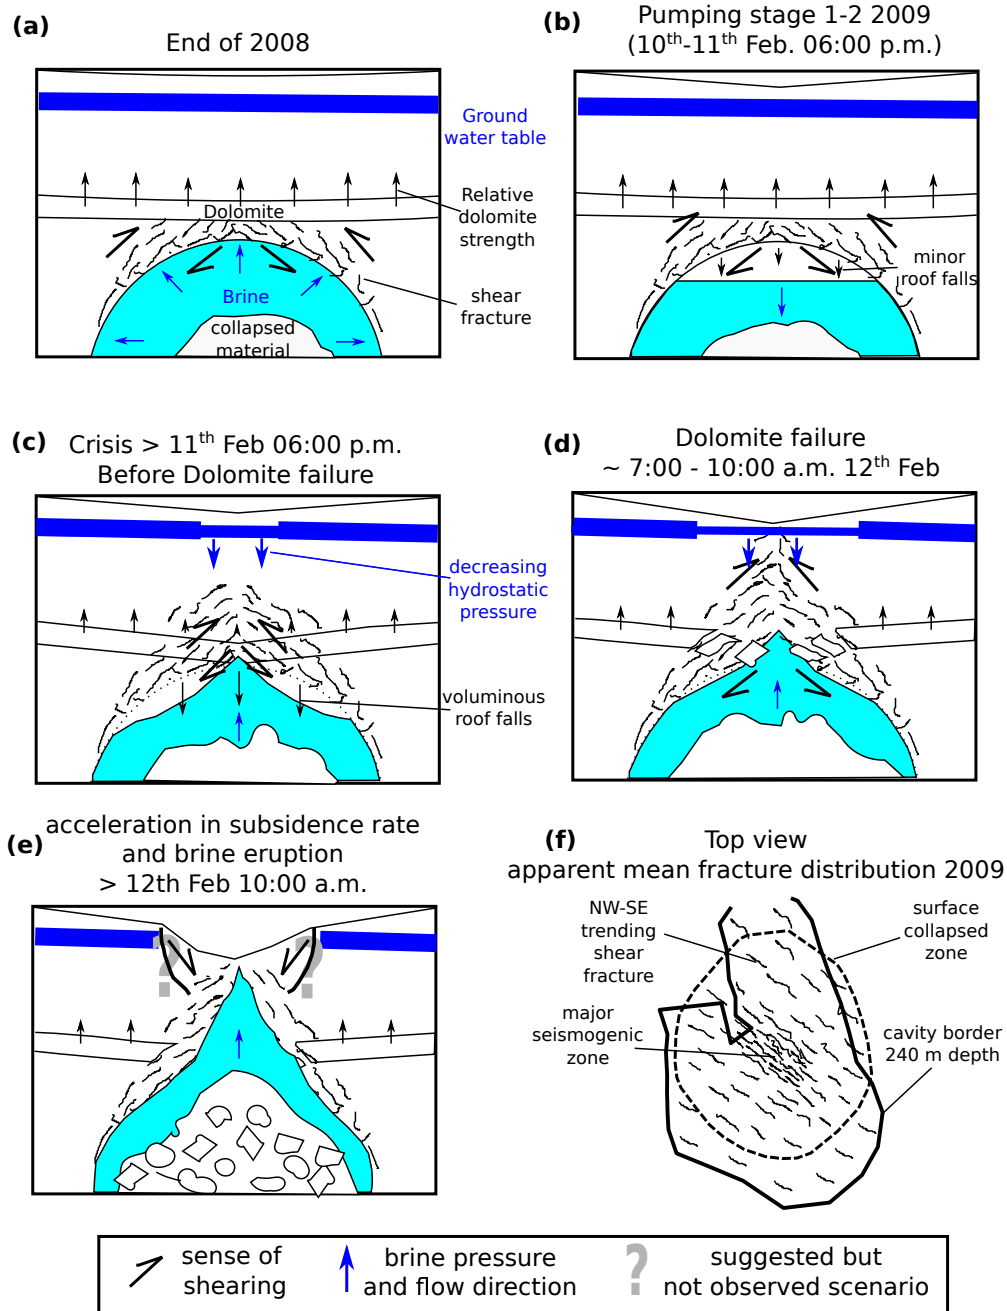 (a)
End of 2008
(b)
Pumping stage 1-2 2009
(10th-11th Feb. 06:00 p.m.)
Ground
water table
Relative
dolomite
strength
Dolomite
shear
fracture
Brine
collapsed
material
minor
roof falls
(c)
Crisis > 11th Feb 06:00 p.m.
Before Dolomite failure
(d)
Dolomite failure
~ 7:00 - 10:00 a.m. 12th Feb
decreasing
hydrostatic
pressure
voluminous
roof falls
(e)
acceleration in subsidence rate
and brine eruption
> 12th Feb 10:00 a.m.
? ?
(f)
Top view
apparent mean fracture distribution 2009
NW-SE
trending
shear
fracture
surface
collapsed
zone
major
seismogenic
zone
cavity border
240 m depth
sense of
shearing
brine pressure
and flow direction
?
suggested but
not observed scenario